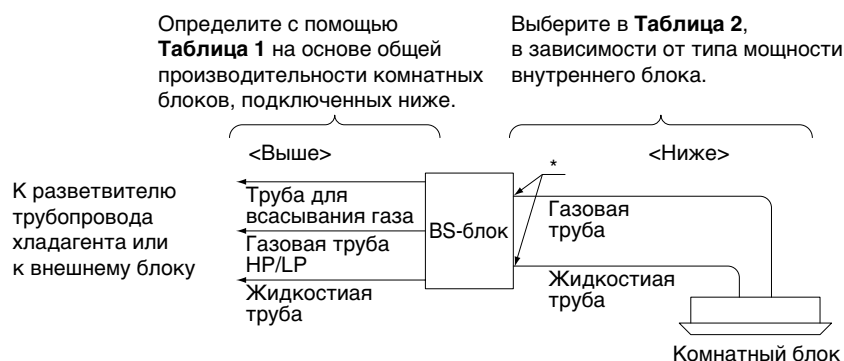 Определите с помощью
Таблица 1 на основе общей
производительности комнатных
блоков, подключенных ниже.
Выберите в Таблица 2,
в зависимости от типа мощности
внутреннего блока.
<Выше>
*
<Ниже>
К разветвителю
трубопровода
хладагента или
к внешнему блоку
Труба для
всасывания газа
Газовая труба
HP/LP
Жидкостиая
труба
BS-блок
Газовая
труба
Жидкостиая
труба
Комнатный блок